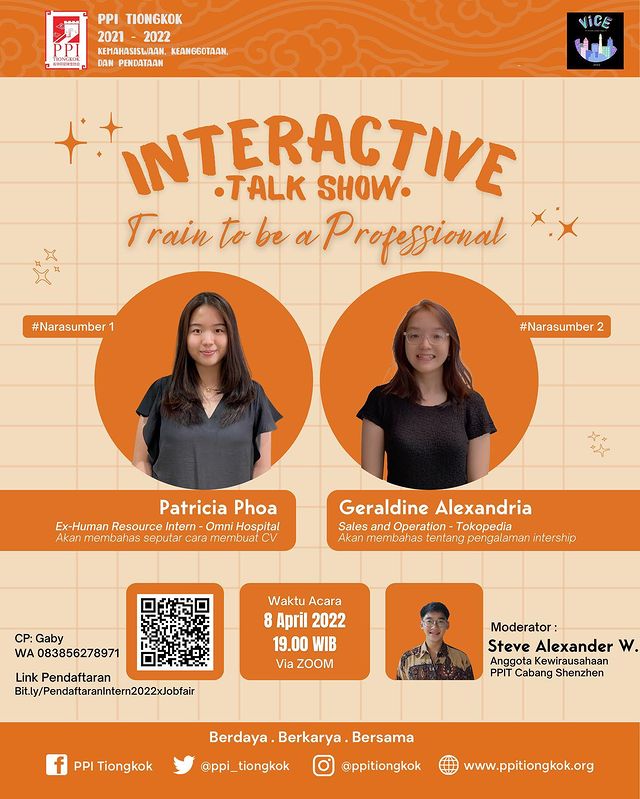 PPI TIONGKOK
2021 - 2022
KEMAHASISWAAN, KEANGGOTAAN,
DAN PENDATAAN
PPI
TIONGKOK
ViCE
INTERACTIVE
•TALK SHOW•
Train to be a Professional
#Narasumber 1
#Narasumber 2
Patricia Phoa
Ex-Human Resource Intern - Omni Hospital
Akan membahas seputar cara membuat CV
Geraldine Alexandria
Sales and Operation - Tokopedia
Akan membahas tentang pengalaman intership
CP: Gaby
WA 083856278971
Link Pendaftaran
Bit.ly/PendaftaranIntern2022xJobfair
Waktu Acara
8 April 2022
19.00 WIB
Via ZOOM
Moderator :
Steve Alexander W.
Anggota Kewirausahaan
PPIT Cabang Shenzhen
Berdaya . Berkarya . Bersama
PPI Tiongkok
@ppi_tiongkok
@ppitiongkok
www.ppitiongkok.org